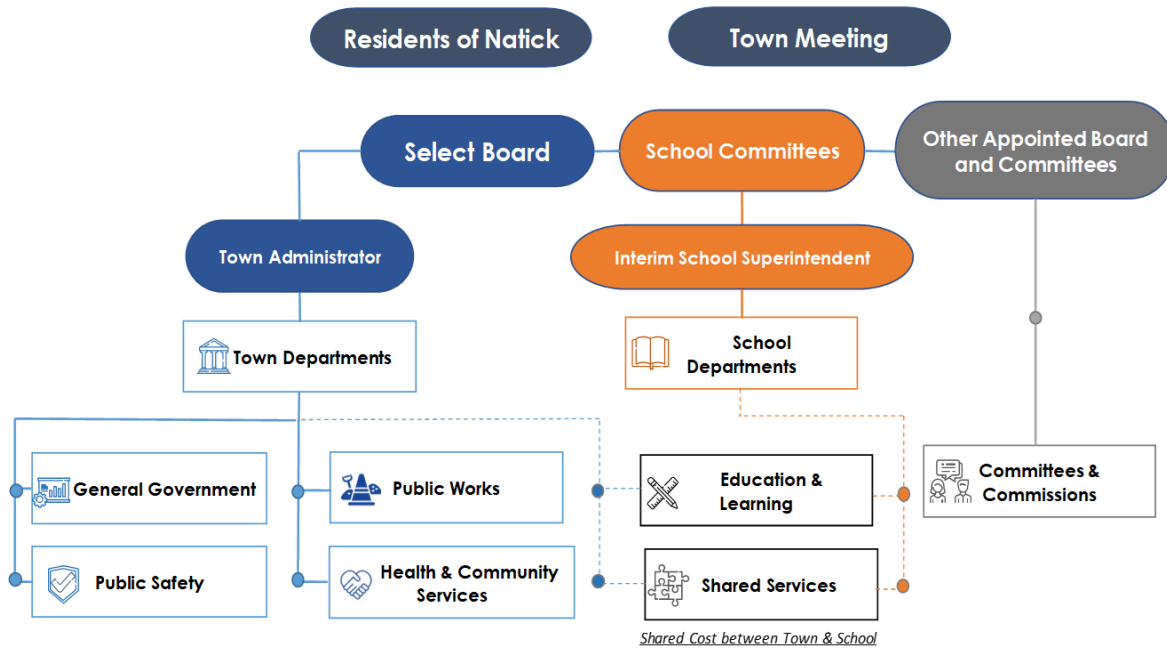 Residents of Natick
Town Meeting
Select Board
School Committees
Other Appointed Board
and Committees
Town Administrator
Interim School Superintendent
Town Departments
School
Departments
General Government
Public Works
Education &
Learning
Committees &
Commissions
Public Safety
Health & Community
Services
Shared Services
Shared Cost between Town & School